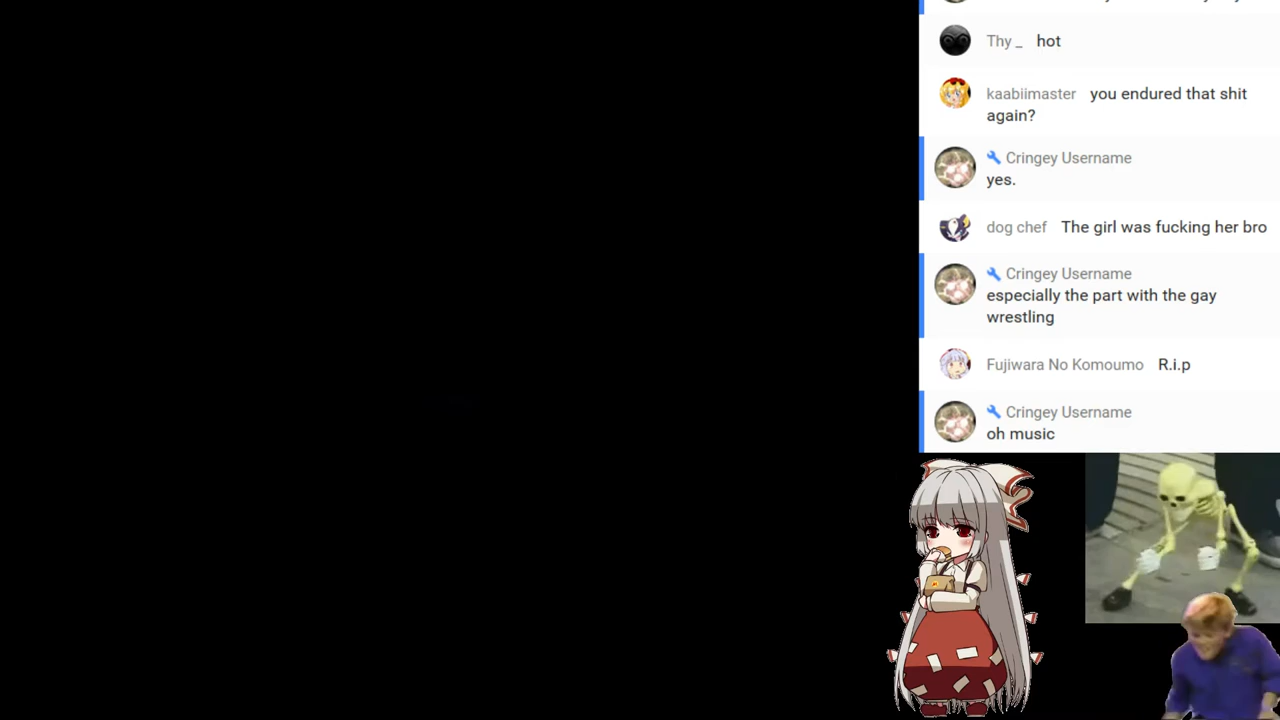 Thy _ hot
kaabiimaster you endured that shit
again?
Cringey Username
yes.
dog chef The girl was fucking her bro
Cringey Username
especially the part with the gay
wrestling
Fujiwara No Komoumo R.i.p
Cringey Username
oh music